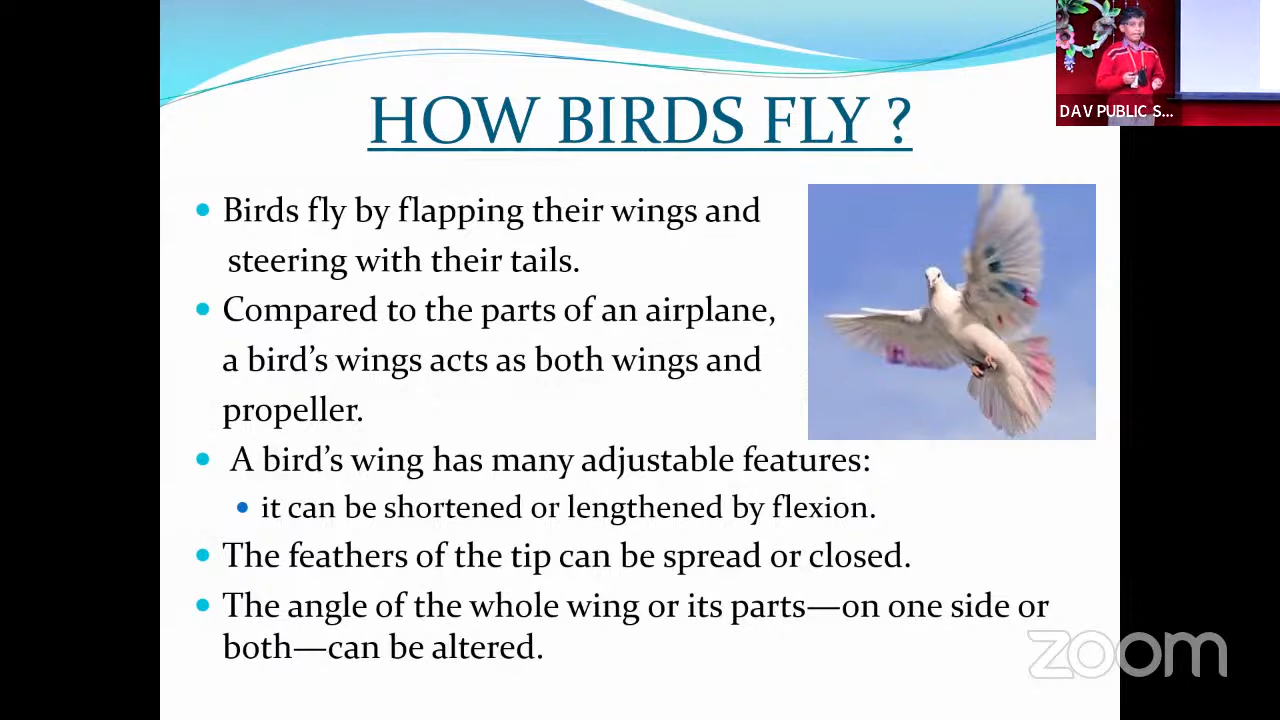 HOW BIRDS FLY ?
DAV PUBLIC S...
Birds fly by flapping their wings and
steering with their tails.
Compared to the parts of an airplane,
a bird’s wings acts as both wings and
propeller.
A bird’s wing has many adjustable features:
it can be shortened or lengthened by flexion.
The feathers of the tip can be spread or closed.
The angle of the whole wing or its parts—on one side or
both—can be altered.
zoom